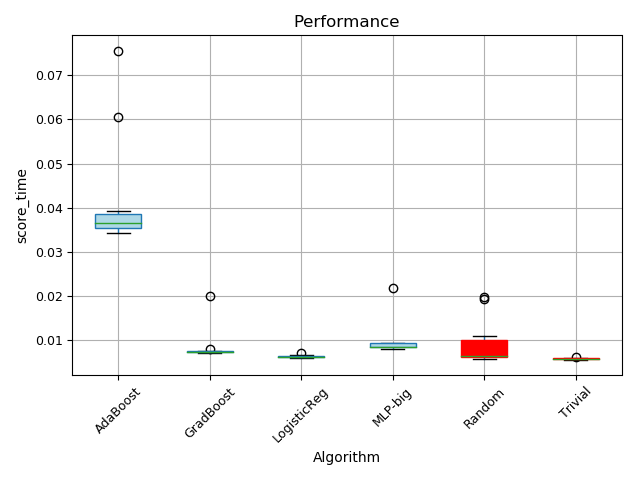 Performance
score_time
0.07
0.06
0.05
0.04
0.03
0.02
0.01
AdaBoost
GradBoost
LogisticReg
MLP-big
Random
Trivial
Algorithm